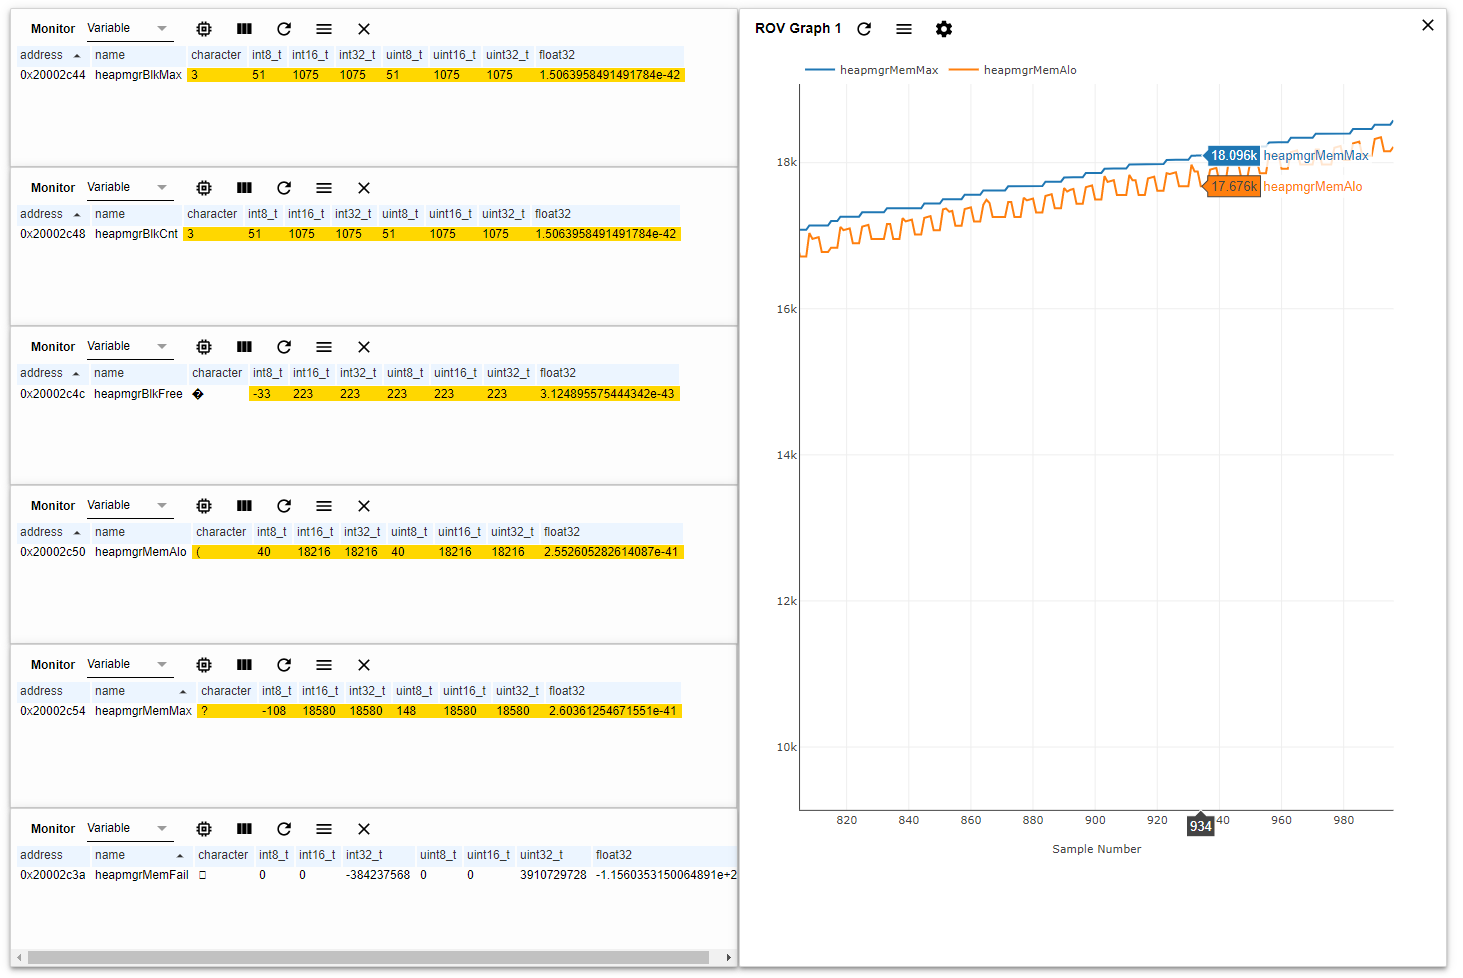 Monitor Variable
address name character int8_t int16_t int32_t uint8_t uint16_t uint32_t float32
0x20002c44 heapmgrBlkMax 3 51 1075 1075 51 1075 1075 1.5063958491491784e-42
Monitor Variable
address name character int8_t int16_t int32_t uint8_t uint16_t uint32_t float32
0x20002c48 heapmgrBlkCnt 3 51 1075 1075 51 1075 1075 1.5063958491491784e-42
Monitor Variable
address name character int8_t int16_t int32_t uint8_t uint16_t uint32_t float32
0x20002c4c heapmgrBlkFree � -33 223 223 223 223 223 3.124895575444342e-43
Monitor Variable
address name character int8_t int16_t int32_t uint8_t uint16_t uint32_t float32
0x20002c50 heapmgrMemAlo ( 40 18216 18216 40 18216 18216 2.552605282614087e-41
Monitor Variable
address name character int8_t int16_t int32_t uint8_t uint16_t uint32_t float32
0x20002c54 heapmgrMemMax ? -108 18580 18580 148 18580 18580 2.60361254671551e-41
Monitor Variable
address name character int8_t int16_t int32_t uint8_t uint16_t uint32_t float32
0x20002c3a heapmgrMemFail □ 0 0 -384237568 0 0 3910729728 -1.1560353150064891e+2
ROV Graph 1
heapmgrMemMax heapmgrMemAlo
18k
18.096k heapmgrMemMax
17.676k heapmgrMemAlo
16k
14k
12k
10k
820 840 860 880 900 920 934 40 960 980
Sample Number